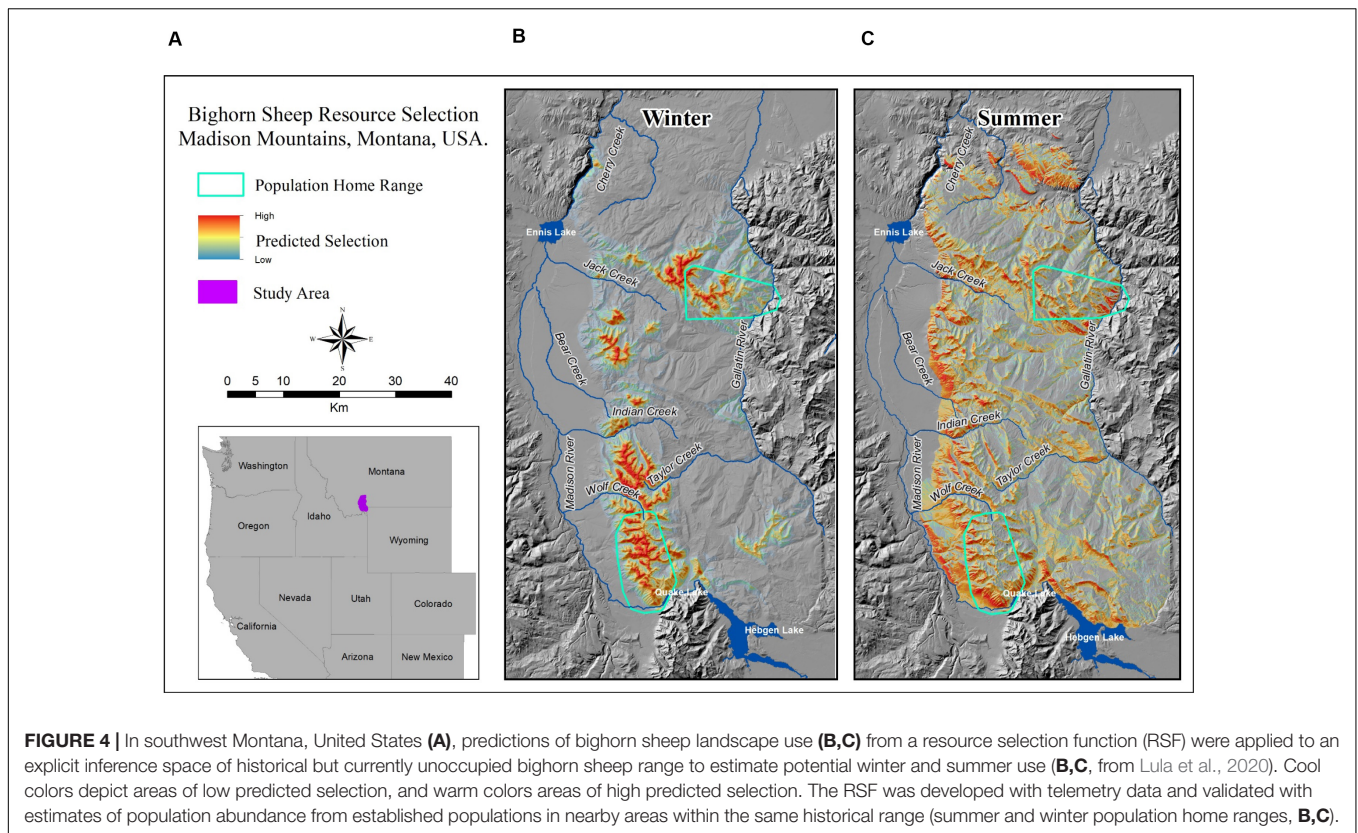 A
B
C
Bighorn Sheep Resource Selection
Madison Mountains, Montana, USA.
Population Home Range
High
Predicted Selection
Low
Study Area
N
W
E
S
0 5 10 20 30 40
Km
Washington
Montana
Oregon
Idaho
Wyoming
Nevada
Utah
Colorado
California
Arizona
New Mexico
Winter
Cherry Creek
Ennis Lake
Jack Creek
Bear Creek
Gallatin River
Indian Creek
Madison River
Taylor Creek
Wolf Creek
Quake Lake
Hebgen Lake
Summer
Cherry Creek
Ennis Lake
Jack Creek
Bear Creek
Gallatin River
Indian Creek
Madison River
Taylor Creek
Wolf Creek
Quake Lake
Hebgen Lake
FIGURE 4 | In southwest Montana, United States (A), predictions of bighorn sheep landscape use (B,C) from a resource selection function (RSF) were applied to an
explicit inference space of historical but currently unoccupied bighorn sheep range to estimate potential winter and summer use (B,C, from Lula et al., 2020). Cool
colors depict areas of low predicted selection, and warm colors areas of high predicted selection. The RSF was developed with telemetry data and validated with
estimates of population abundance from established populations in nearby areas within the same historical range (summer and winter population home ranges, B,C).